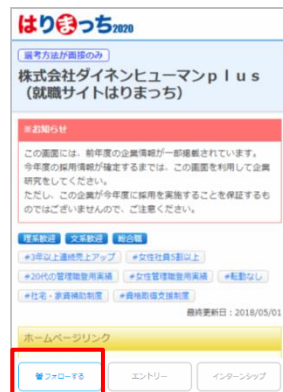 はりまっち2020
選考方法が面接のみ
株式会社ダイネンヒューマンplus
(就職サイトはりまっち)
※お知らせ
この画面には、前年度の企業情報が一部掲載されています。
今年度の採用情報が確定するまでは、この画面を利用して企業
研究をしてください。
ただし、この企業が今年度に採用を実施することを保証するも
のではございませんので、ご注意ください。
理系歓迎 文系歓迎 総合職
#3年以上連続売上アップ #女性社員5割以上
#20代の管理職登用実績 #女性管理職登用実績 #転勤なし
#社宅・家賃補助制度 #資格取得支援制度
最終更新日:2018/05/01
ホームページリンク
フォローする エントリー インターンシップ